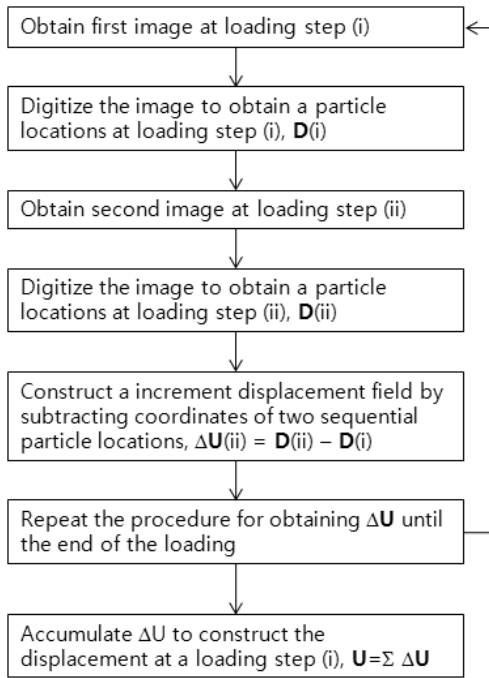 Obtain first image at loading step (i)
Digitize the image to obtain a particle
locations at loading step (i), D(i)
Obtain second image at loading step (ii)
Digitize the image to obtain a particle
locations at loading step (ii), D(ii)
Construct a increment displacement field by
subtracting coordinates of two sequential
particle locations, ΔU(ii) = D(ii) – D(i)
Repeat the procedure for obtaining ΔU until
the end of the loading
Accumulate ΔU to construct the
displacement at a loading step (i), U=Σ ΔU